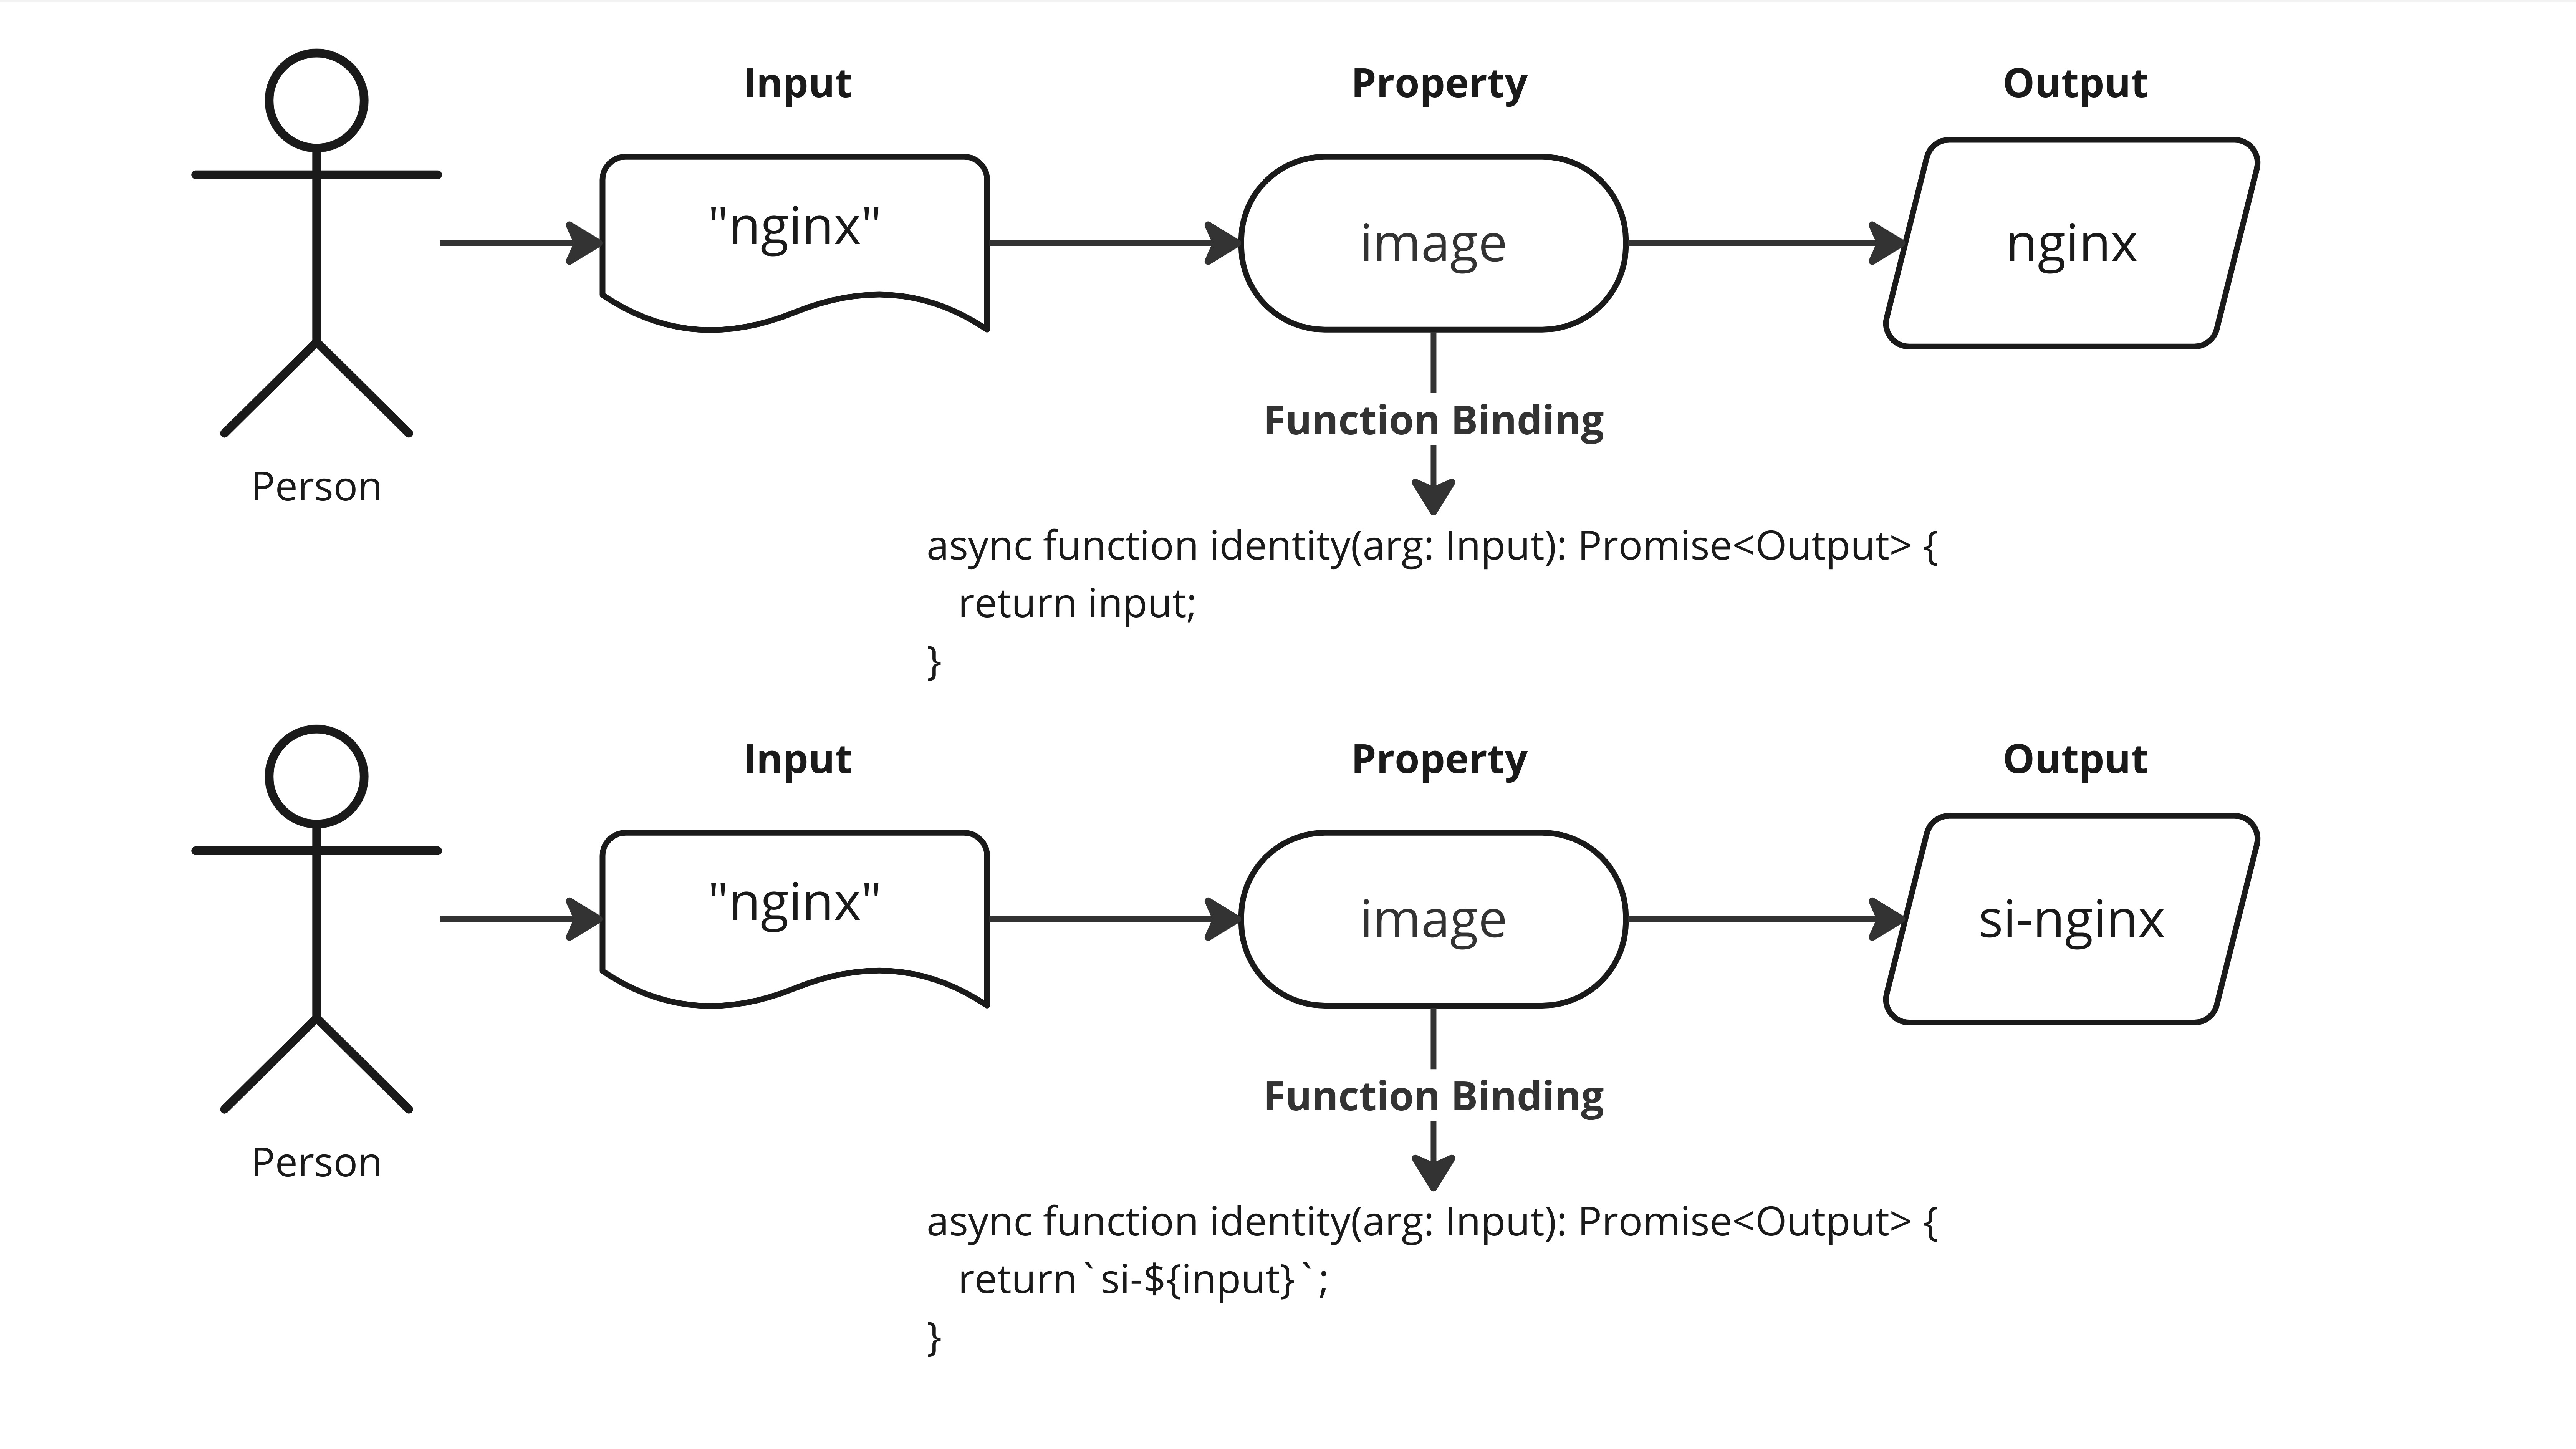 Input
Property
Output
"nginx"
image
nginx
Function Binding
Person
async function identity(arg: Input): Promise<Output> {
return input;
}
Input
Property
Output
"nginx"
image
si-nginx
Function Binding
Person
async function identity(arg: Input): Promise<Output> {
return`si-${input}`;
}